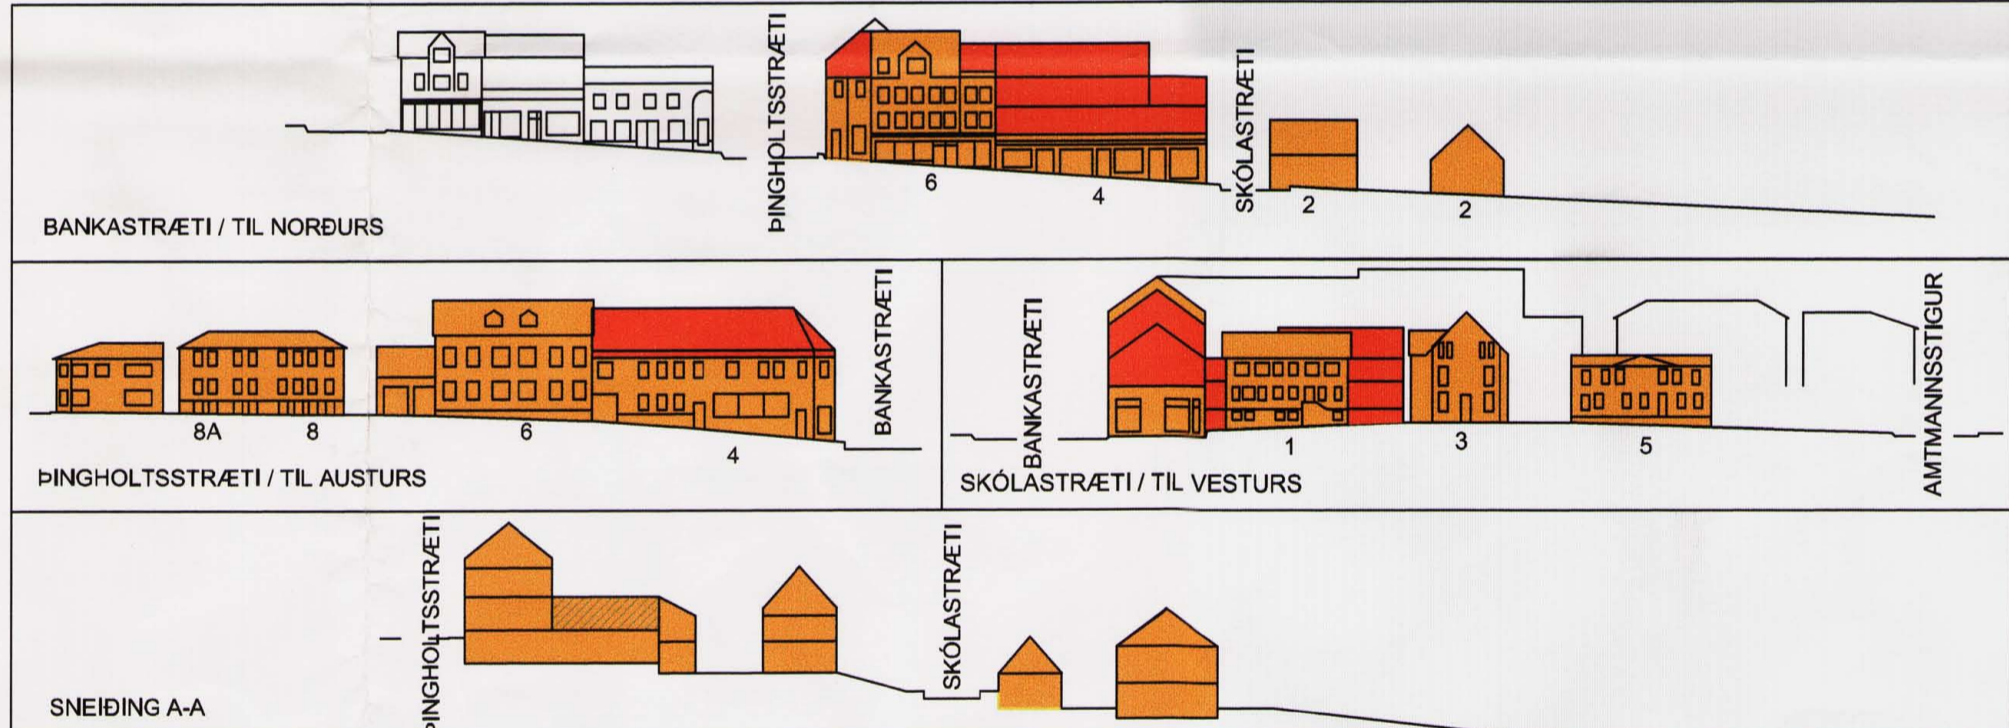 ÞINGHOLTSSTRÆTI
SKÓLASTRÆTI
6
4
2
2
BANKASTRÆTI / TIL NORÐURS
BANKASTRÆTI
8A
8
6
4
ÞINGHOLTSSTRÆTI / TIL AUSTURS
BANKASTRÆTI
AMTMANNSSTIGUR
1
3
5
SKÓLASTRÆTI / TIL VESTURS
ÞINGHOLTSSTRÆTI
SKÓLASTRÆTI
SNEIÐING A-A